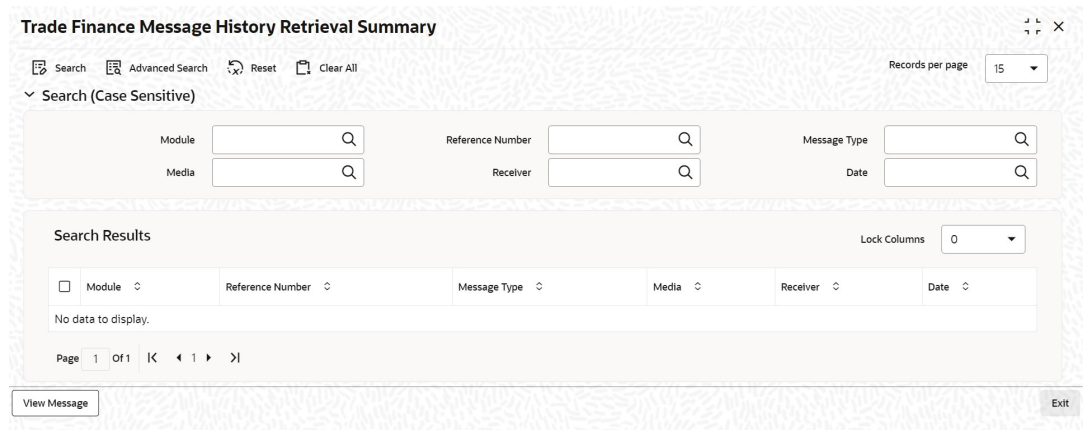 Trade Finance Message History Retrieval Summary
Search Advanced Search Reset Clear All Records per page 15
Search (Case Sensitive)
Module Reference Number Message Type
Media Receiver Date
Search Results Lock Columns 0
Module Reference Number Message Type Media Receiver Date
No data to display.
Page 1 Of 1 1
View Message Exit